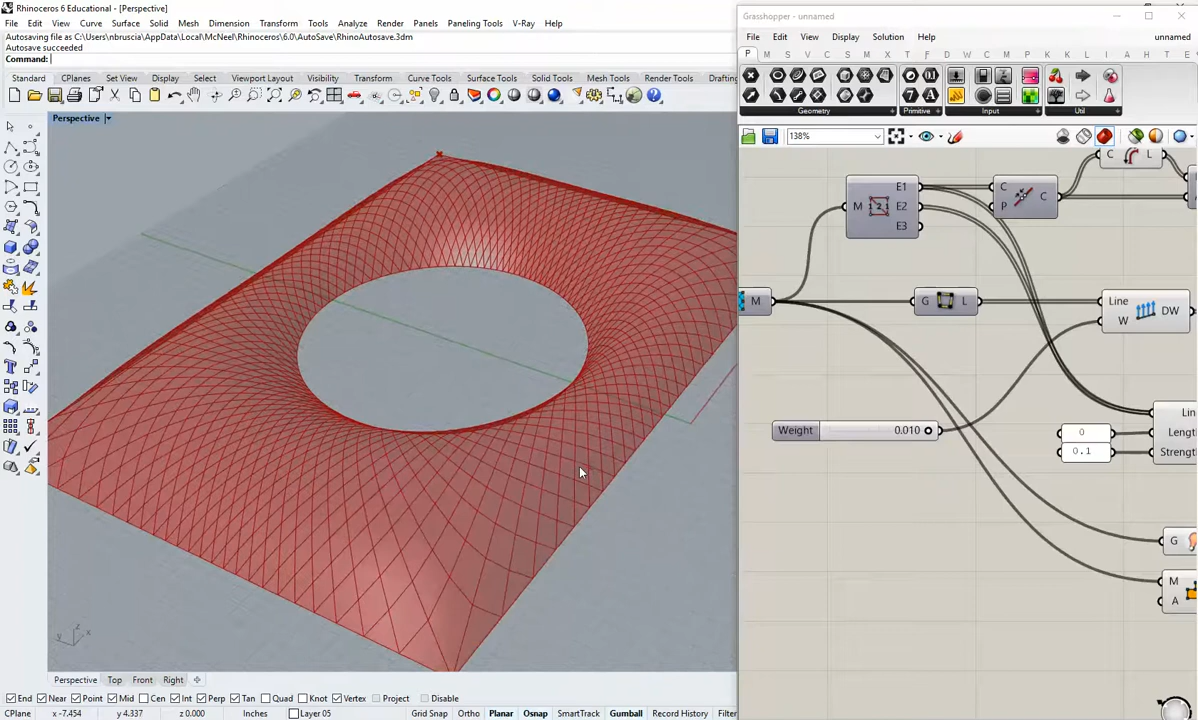 Rhinoceros 6 Educational - [Perspective]
File Edit View Curve Surface Solid Mesh Dimension Transform Tools Analyze Render Panels Paneling Tools V-Ray Help
Autosaving file as C:\Users\nbruscia\AppData\Local\McNeel\Rhinoceros\6.0\AutoSave\RhinoAutosave.3dm
Autosave succeeded
Command:
Standard CPlanes Set View Display Select Viewport Layout Visibility Transform Curve Tools Surface Tools Solid Tools Mesh Tools Render Tools Drafting
Perspective
z
y x
Perspective Top Front Right
End Near Point Mid Cen Int Perp Tan Quad Knot Vertex Project Disable
CPlane x -7.454 y 4.337 z 0.000 Inches Layer 05 Grid Snap Ortho Planar Osnap SmartTrack Gumball Record History Filter
Grasshopper - unnamed
File Edit View Display Solution Help unnamed
P M S V C S M I T D W L H E M K L P C A F K M
Geometry Primitive Input Util
138%
C L
M E1 E2 E3
C P C
M
G L
Line W DW
Weight 0.010
0
0.1
Lin
Length
Strength
G
M
A